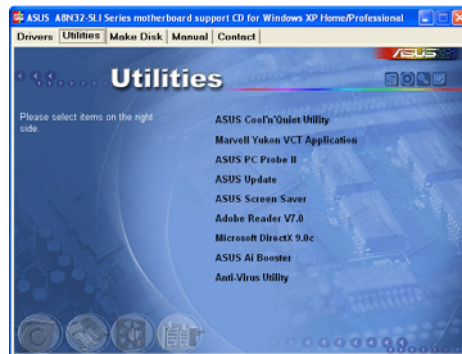 ASUS A8N32-SLI Series motherboard support CD for Windows XP Home/Professional
Drivers Utilities Make Disk Manual Contact
ASUS
Utilities
Please select items on the right side.
ASUS Cool'n'Quiet Utility
Marvell Yukon VCT Application
ASUS PC Probe II
ASUS Update
ASUS Screen Saver
Adobe Reader V7.0
Microsoft DirectX 9.0c
ASUS Ai Booster
Anti-Virus Utility